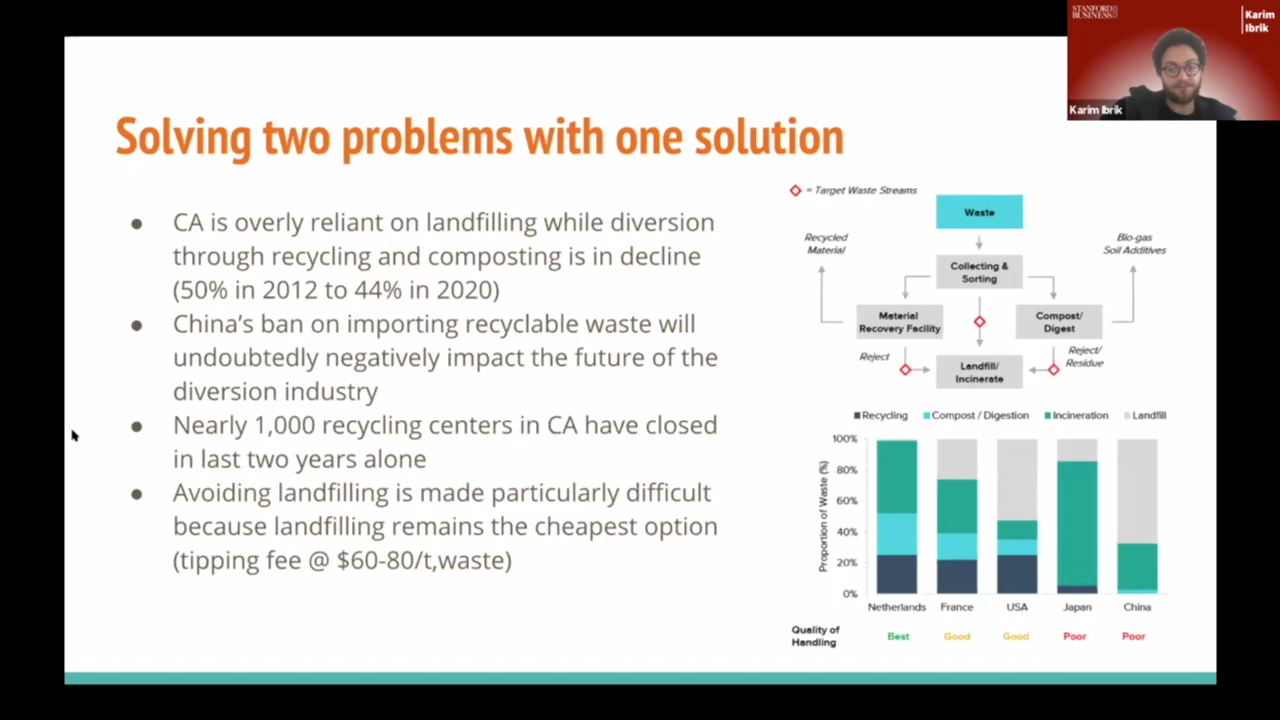 STANFORD
BUSINESS
Karim
Ibrik
Karim Ibrik
Solving two problems with one solution
● CA is overly reliant on landfilling while diversion
through recycling and composting is in decline
(50% in 2012 to 44% in 2020)
● China's ban on importing recyclable waste will
undoubtedly negatively impact the future of the
diversion industry
● Nearly 1,000 recycling centers in CA have closed
in last two years alone
● Avoiding landfilling is made particularly difficult
because landfilling remains the cheapest option
(tipping fee @ $60-80/t,waste)
= Target Waste Streams
Waste
Recycled
Material
Bio-gas
Soil Additives
Collecting &
Sorting
Material
Recovery Facility
Compost/
Digest
Reject
Reject/
Residue
Landfill/
Incinerate
Recycling Compost / Digestion Incineration Landfill
Proportion of Waste (%)
100%
80%
60%
40%
20%
0%
Netherlands France USA Japan China
Quality of
Handling
Best Good Good Poor Poor